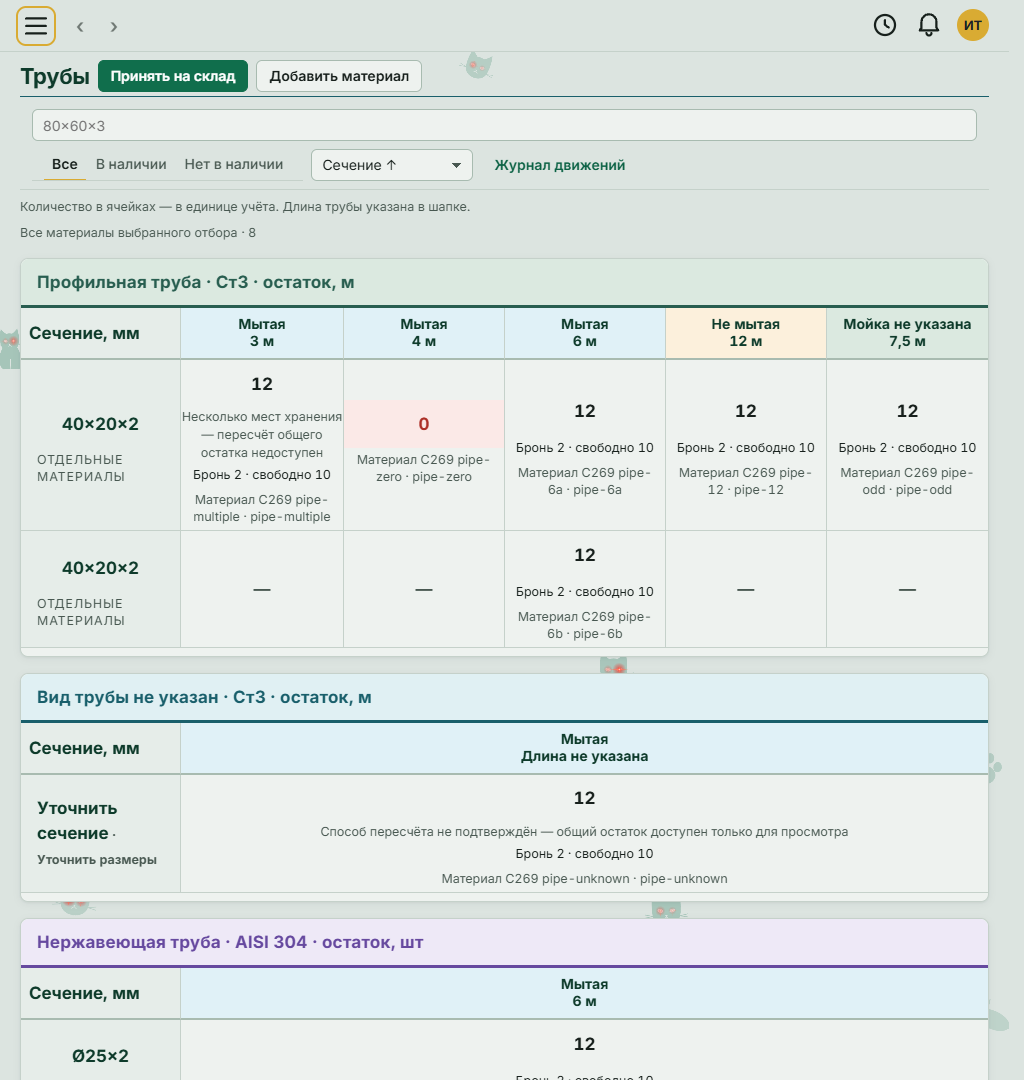 ‹ ›
ИТ
Трубы Принять на склад Добавить материал
80×60×3
Все В наличии Нет в наличии Сечение ↑ Журнал движений
Количество в ячейках — в единице учёта. Длина трубы указана в шапке.
Все материалы выбранного отбора · 8
Профильная труба · Ст3 · остаток, м
Сечение, мм
Мытая
3 м
Мытая
4 м
Мытая
6 м
Не мытая
12 м
Мойка не указана
7,5 м
40×20×2
ОТДЕЛЬНЫЕ
МАТЕРИАЛЫ
12
Несколько мест хранения
— пересчёт общего
остатка недоступен
Бронь 2 · свободно 10
Материал C269 pipe-
multiple · pipe-multiple
0
Материал C269 pipe-
zero · pipe-zero
12
Бронь 2 · свободно 10
Материал C269 pipe-
6a · pipe-6a
12
Бронь 2 · свободно 10
Материал C269 pipe-
12 · pipe-12
12
Бронь 2 · свободно 10
Материал C269 pipe-
odd · pipe-odd
40×20×2
ОТДЕЛЬНЫЕ
МАТЕРИАЛЫ
—
—
12
Бронь 2 · свободно 10
Материал C269 pipe-
6b · pipe-6b
—
—
Вид трубы не указан · Ст3 · остаток, м
Сечение, мм
Мытая
Длина не указана
Уточнить
сечение ·
Уточнить размеры
12
Способ пересчёта не подтверждён — общий остаток доступен только для просмотра
Бронь 2 · свободно 10
Материал C269 pipe-unknown · pipe-unknown
Нержавеющая труба · AISI 304 · остаток, шт
Сечение, мм
Мытая
6 м
Ø25×2
12
Бронь 2 · свободно 10